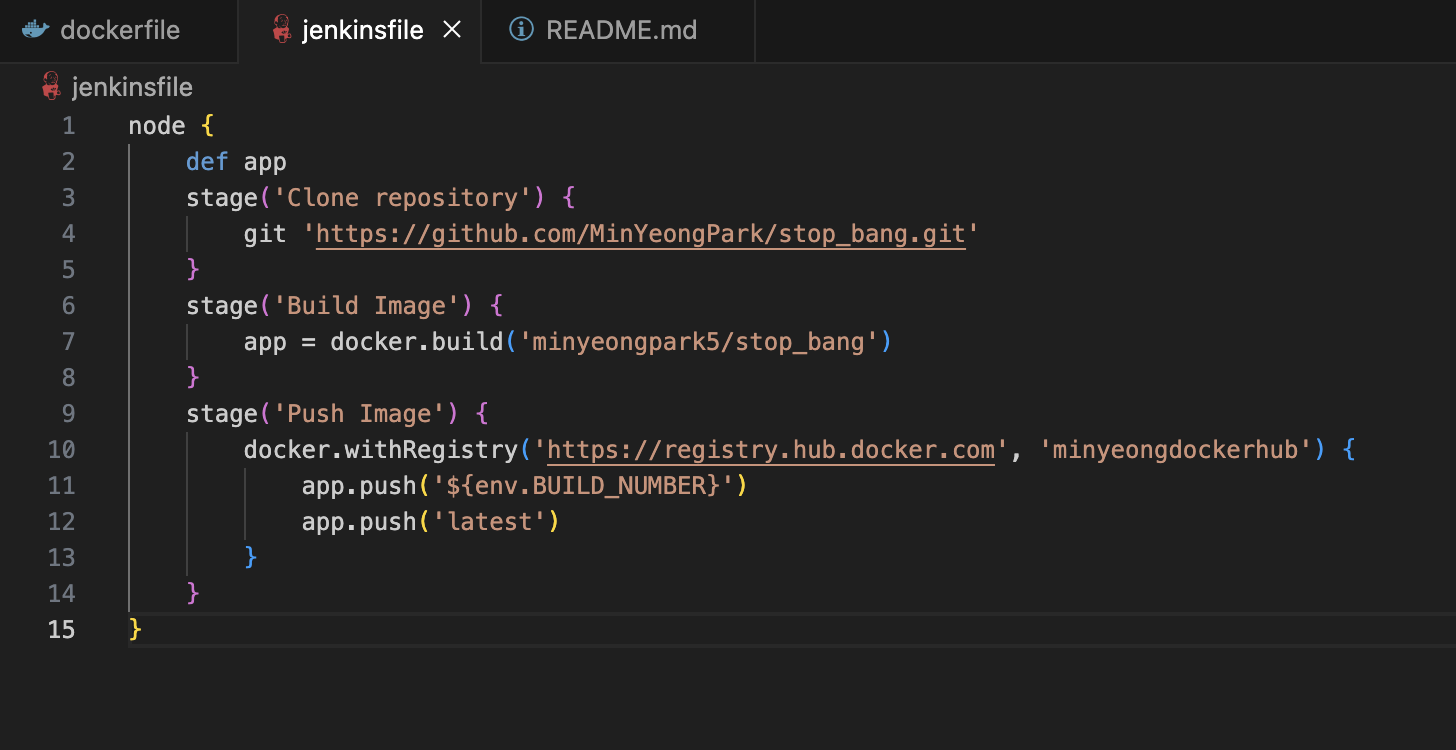 dockerfile jenkinsfile README.md
jenkinsfile
1 node {
2     def app
3     stage('Clone repository') {
4         git 'https://github.com/MinYeongPark/stop_bang.git'
5     }
6     stage('Build Image') {
7         app = docker.build('minyeongpark5/stop_bang')
8     }
9     stage('Push Image') {
10         docker.withRegistry('https://registry.hub.docker.com', 'minyeongdockerhub') {
11             app.push('${env.BUILD_NUMBER}')
12             app.push('latest')
13         }
14     }
15 }